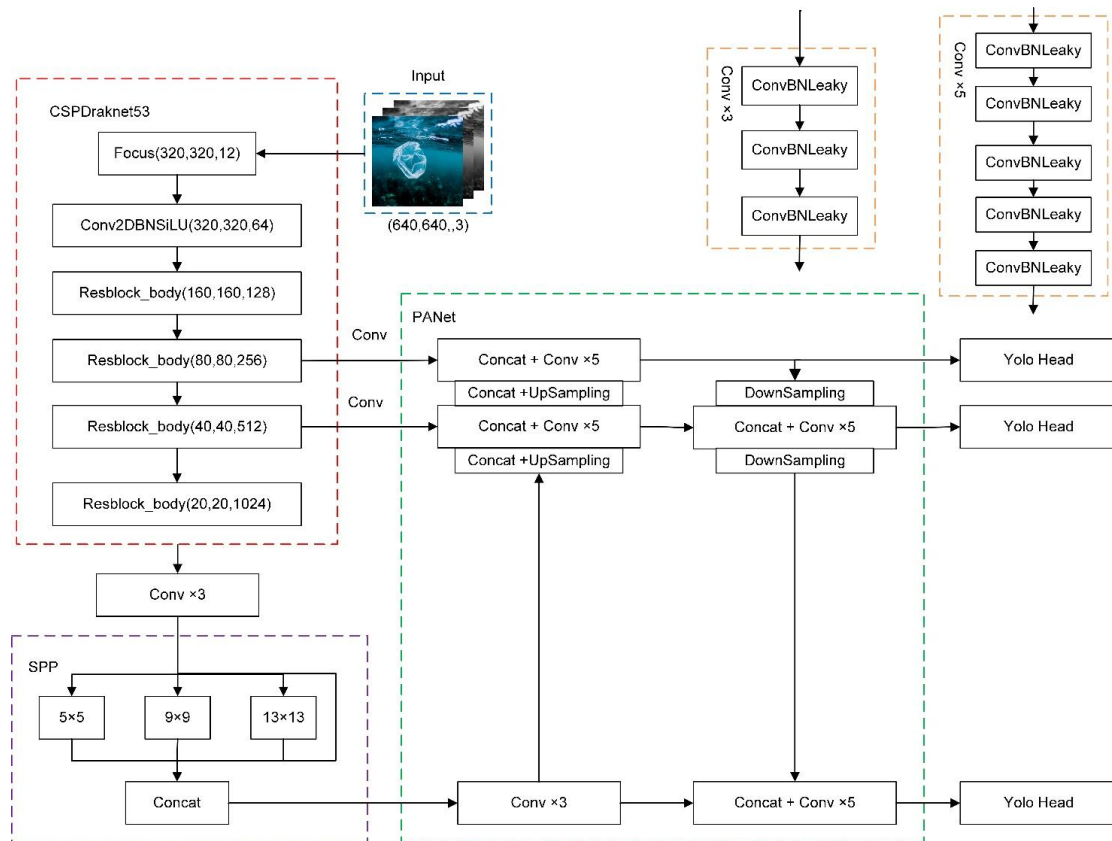 Input
(640,640,,3)
CSPDraknet53
Focus(320,320,12)
Conv2DBNSiLU(320,320,64)
Resblock_body(160,160,128)
Resblock_body(80,80,256)
Resblock_body(40,40,512)
Resblock_body(20,20,1024)
Conv ×3
SPP
5×5
9×9
13×13
Concat
Conv
Conv
PANet
Concat + Conv ×5
Concat +UpSampling
Concat + Conv ×5
Concat +UpSampling
Conv ×3
DownSampling
Concat + Conv ×5
DownSampling
Concat + Conv ×5
Yolo Head
Yolo Head
Yolo Head
Conv ×3
ConvBNLeaky
ConvBNLeaky
ConvBNLeaky
Conv ×5
ConvBNLeaky
ConvBNLeaky
ConvBNLeaky
ConvBNLeaky
ConvBNLeaky